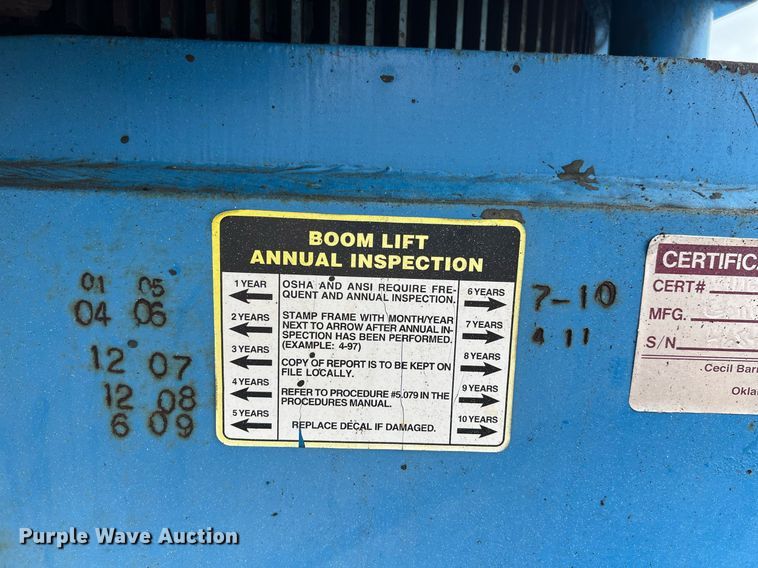 BOOM LIFT
ANNUAL INSPECTION
1 YEAR
2 YEARS
3 YEARS
4 YEARS
5 YEARS
OSHA AND ANSI REQUIRE FRE-
QUENT AND ANNUAL INSPECTION.
STAMP FRAME WITH MONTH/YEAR
NEXT TO ARROW AFTER ANNUAL IN-
SPECTION HAS BEEN PERFORMED.
(EXAMPLE: 4-97)
COPY OF REPORT IS TO BE KEPT ON
FILE LOCALLY.
REFER TO PROCEDURE #5.079 IN THE
PROCEDURES MANUAL.
REPLACE DECAL IF DAMAGED.
6 YEARS
7 YEARS
8 YEARS
9 YEARS
10 YEARS
01 05
04 06
12 07
12 08
6 09
7-10
4 11
CERT#
MFG.
S/N
Cecil
Purple Wave Auction